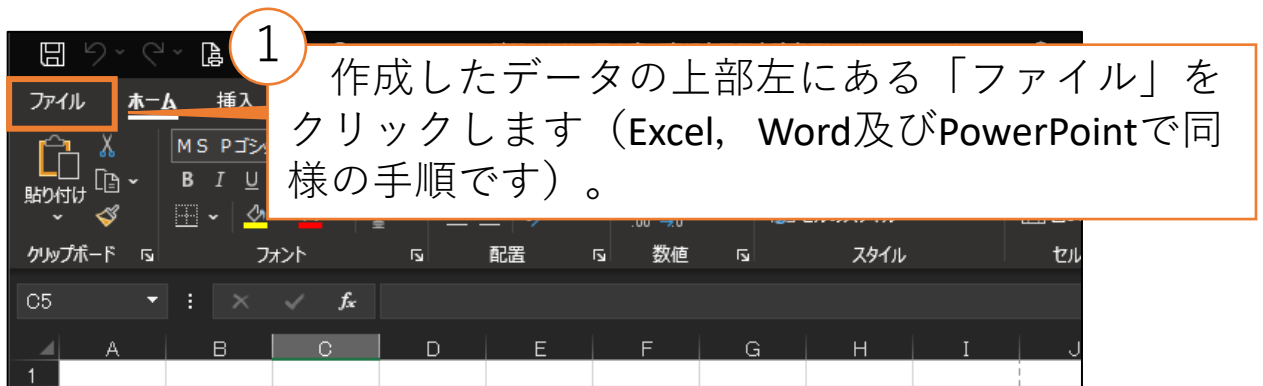 1
作成したデータの上部左にある「ファイル」を
クリックします（Excel，Word及びPowerPointで同
様の手順です）。
ファイル ホーム 挿入
ＭＳ Ｐゴシ
B I U
貼り付け
クリップボード フォント 配置 数値 スタイル セル
C5 fx
A B C D E F G H I J
1